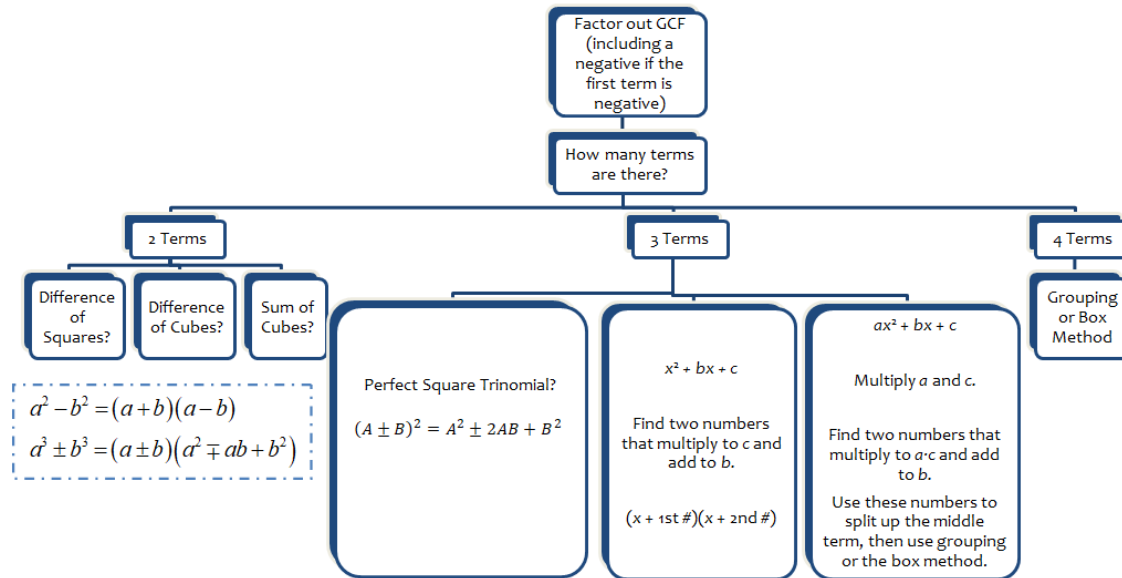 Factor out GCF
(including a
negative if the
first term is
negative)
How many terms
are there?
2 Terms
3 Terms
4 Terms
Difference
of
Squares?
Difference
of Cubes?
Sum of
Cubes?
a² − b² = (a + b)(a − b)
a³ ± b³ = (a ± b)(a² ∓ ab + b²)
Perfect Square Trinomial?
(A ± B)² = A² ± 2AB + B²
x² + bx + c
Find two numbers
that multiply to c and
add to b.
(x + 1st #)(x + 2nd #)
ax² + bx + c
Multiply a and c.
Find two numbers that
multiply to a·c and add
to b.
Use these numbers to
split up the middle
term, then use grouping
or the box method.
Grouping
or Box
Method